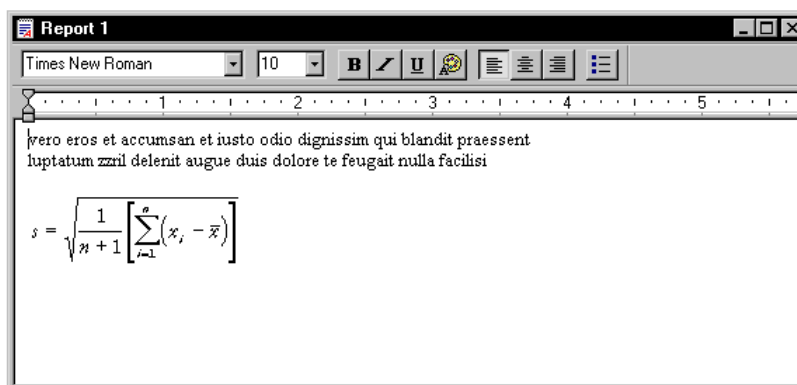 Report 1
Times New Roman 10 B I U A
1 2 3 4 5
vero eros et accumsan et iusto odio dignissim qui blandit praessent
luptatum zzril delenit augue duis dolore te feugait nulla facilisi
s = √(1/(n + 1) [∑_{i=1}^{n} (x_i − x̅)])